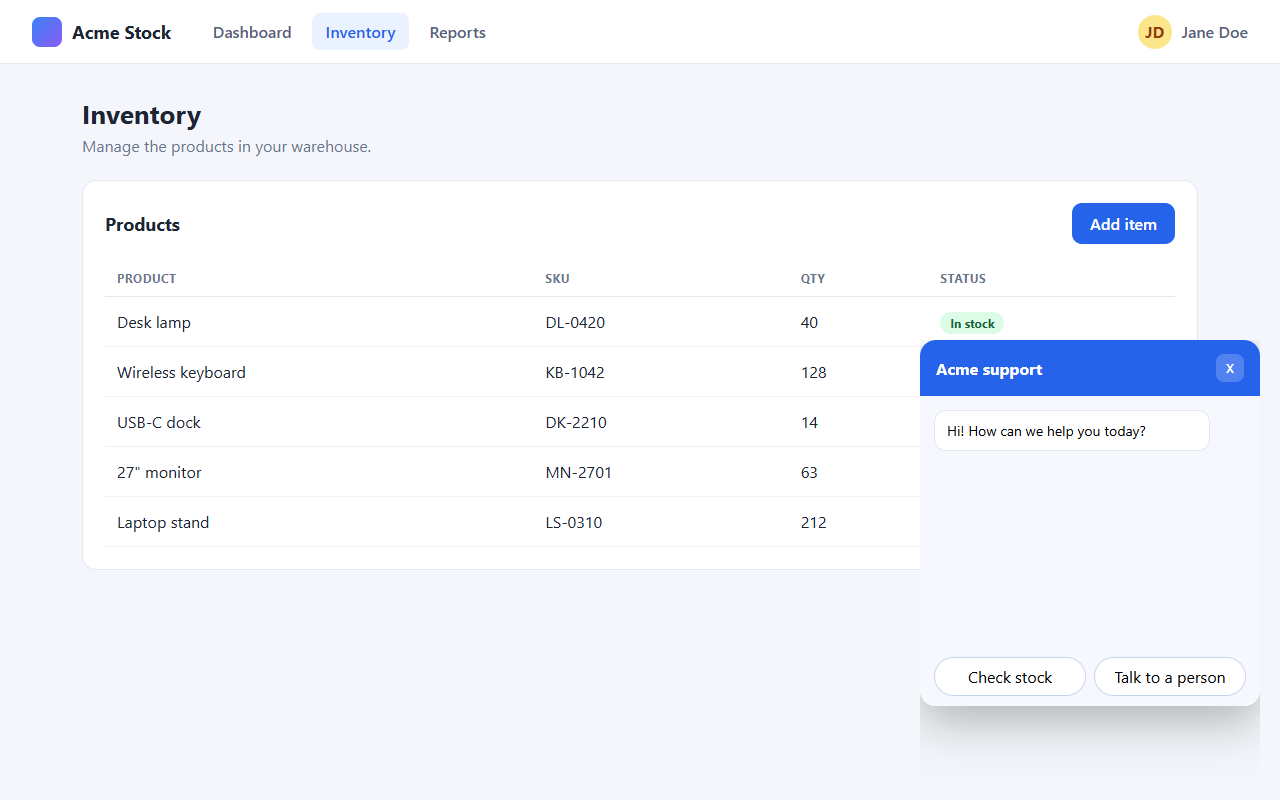 Acme Stock Dashboard Inventory Reports JD Jane Doe
Inventory
Manage the products in your warehouse.
Products Add item
PRODUCT SKU QTY STATUS
Desk lamp DL-0420 40 In stock
Wireless keyboard KB-1042 128
USB-C dock DK-2210 14
27" monitor MN-2701 63
Laptop stand LS-0310 212
Acme support X
Hi! How can we help you today?
Check stock Talk to a person